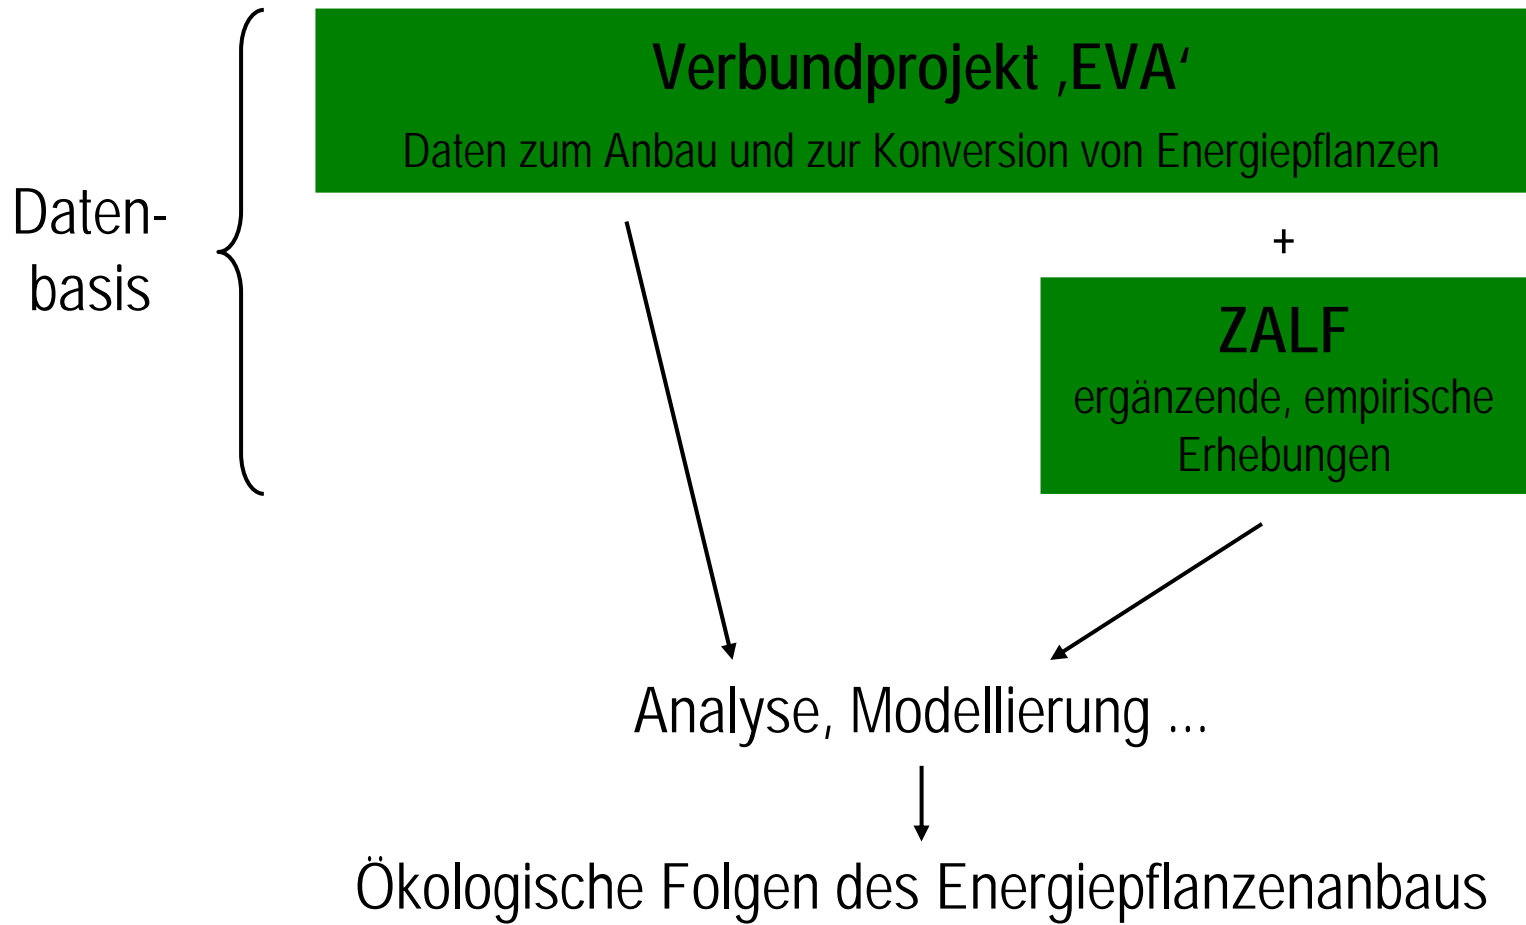 Verbundprojekt ‚EVA‘
Daten zum Anbau und zur Konversion von Energiepflanzen
Daten-
basis
+
ZALF
ergänzende, empirische
Erhebungen
Analyse, Modellierung ...
Ökologische Folgen des Energiepflanzenanbaus